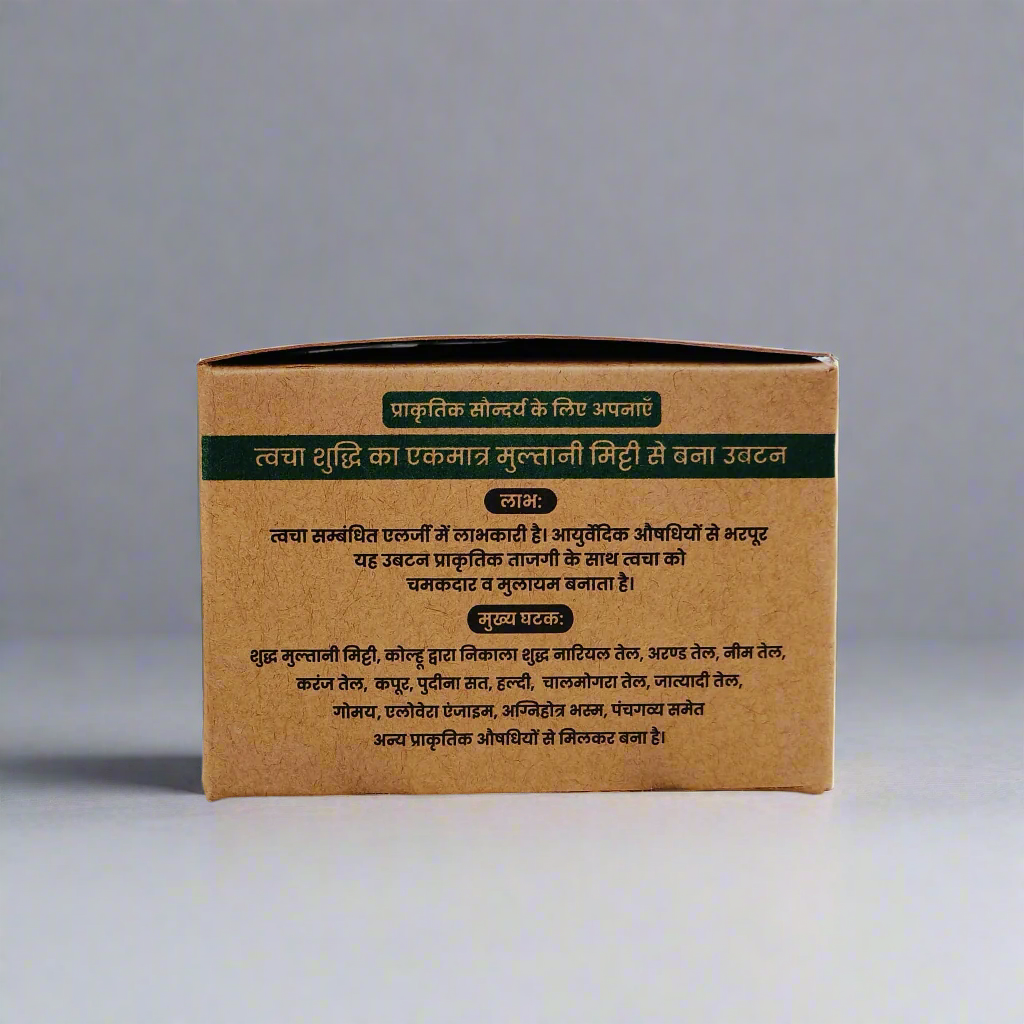 प्राकृतिक सौन्दर्य के लिए अपनाएँ
त्वचा शुद्धि का एकमात्र मुल्तानी मिट्टी से बना उबटन
लाभ:
त्वचा सम्बंधित एलर्जी में लाभकारी है। आयुर्वेदिक औषधियों से भरपूर
यह उबटन प्राकृतिक ताजगी के साथ त्वचा को
चमकदार व मुलायम बनाता है।
मुख्य घटक:
शुद्ध मुल्तानी मिट्टी, कोल्हू द्वारा निकाला शुद्ध नारियल तेल, अरण्ड तेल, नीम तेल,
करंज तेल, कपूर, पुदीना सत, हल्दी, चालमोगरा तेल, जात्यादी तेल,
गोमय, एलोवेरा एंजाइम, अग्निहोत्र भस्म, पंचगव्य समेत
अन्य प्राकृतिक औषधियों से मिलकर बना है।